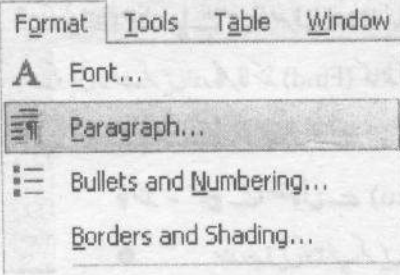 Format Tools Table Window
Font...
Paragraph...
Bullets and Numbering...
Borders and Shading...